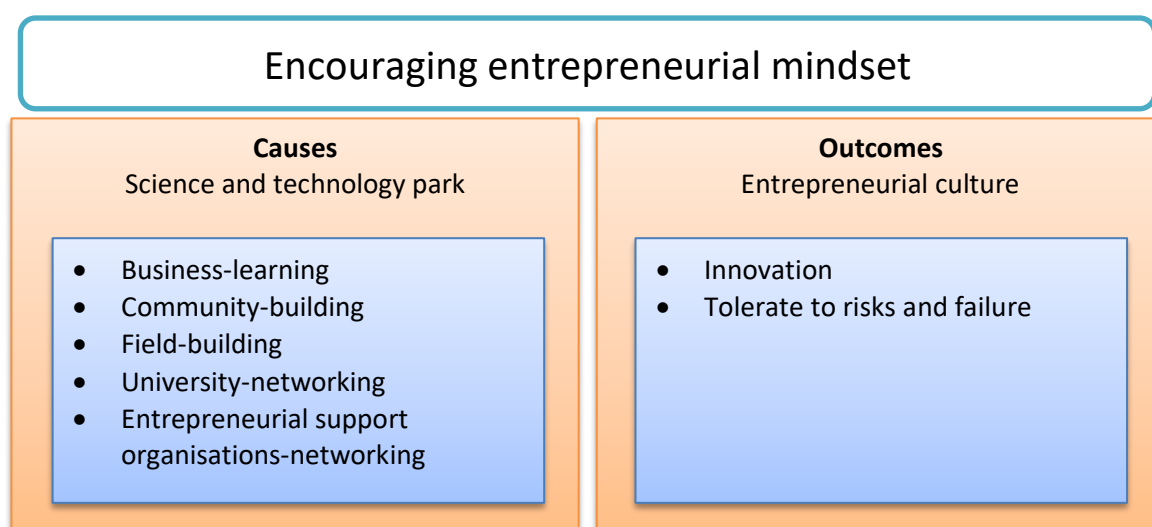 Encouraging entrepreneurial mindset
Causes
Science and technology park
• Business-learning
• Community-building
• Field-building
• University-networking
• Entrepreneurial support
organisations-networking
Outcomes
Entrepreneurial culture
• Innovation
• Tolerate to risks and failure